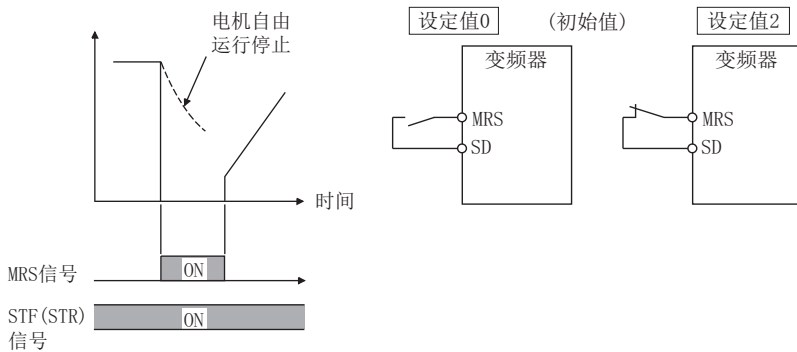 电机自由
运行停止
时间
MRS信号
ON
STF(STR)
信号
ON
设定值0
(初始值)
变频器
MRS
SD
设定值2
变频器
MRS
SD